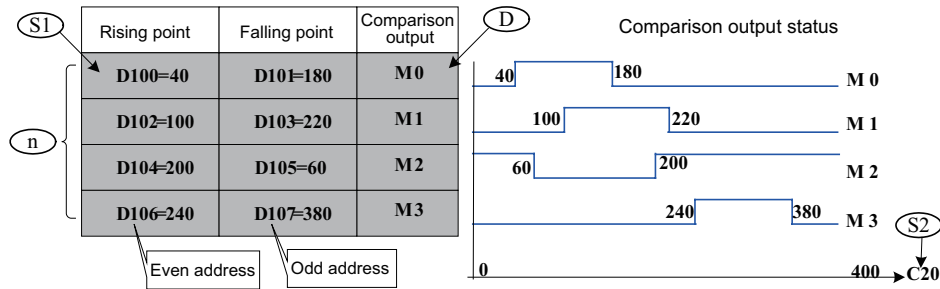 S1
Rising point
Falling point
Comparison output
D
Comparison output status
D100=40
D101=180
M0
D102=100
D103=220
M1
D104=200
D105=60
M2
D106=240
D107=380
M3
n
Even address
Odd address
40
180
M 0
100
220
M 1
60
200
M 2
240
380
M 3
S2
0
400
C20